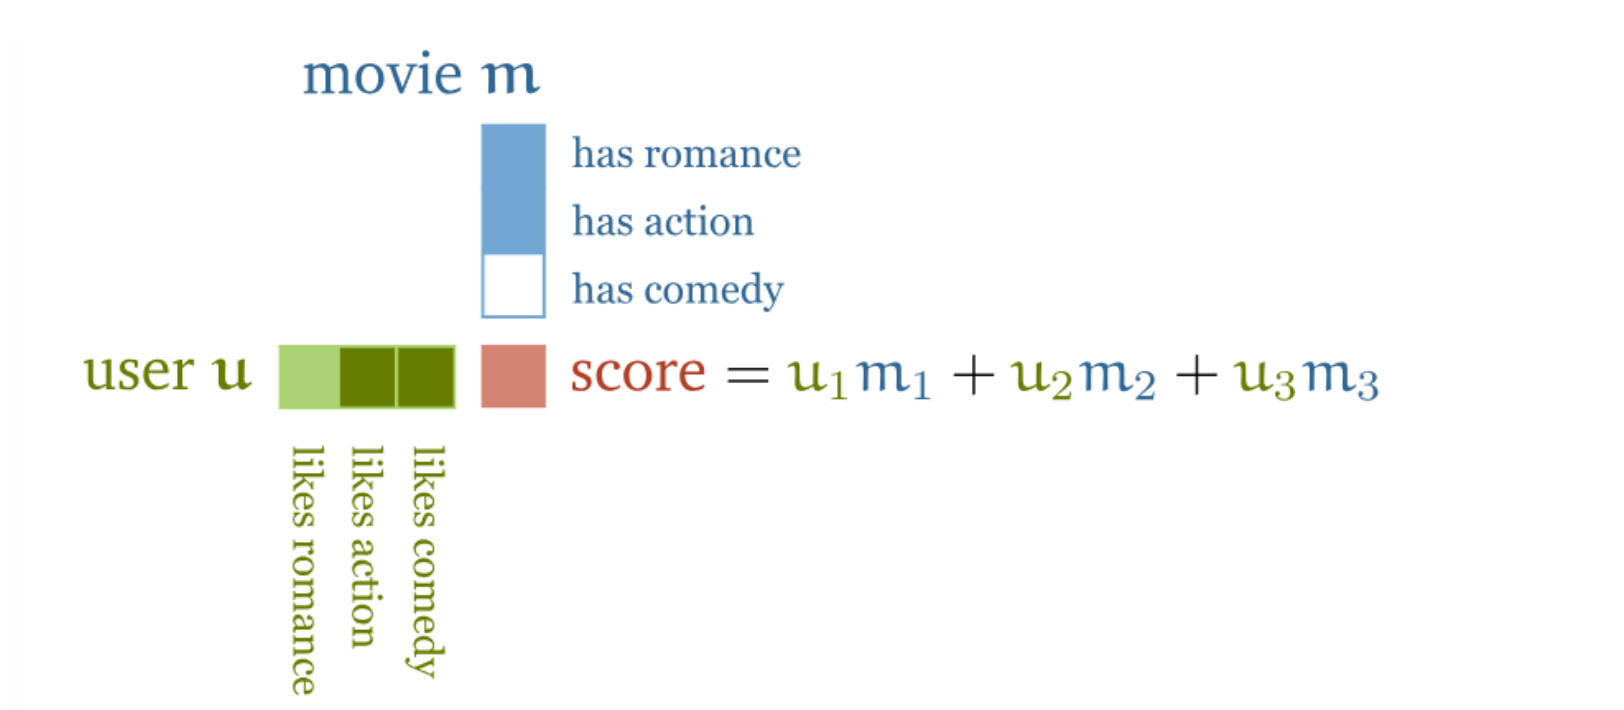 movie m
has romance
has action
has comedy
user u
score = u₁m₁ + u₂m₂ + u₃m₃
likes romance
likes action
likes comedy